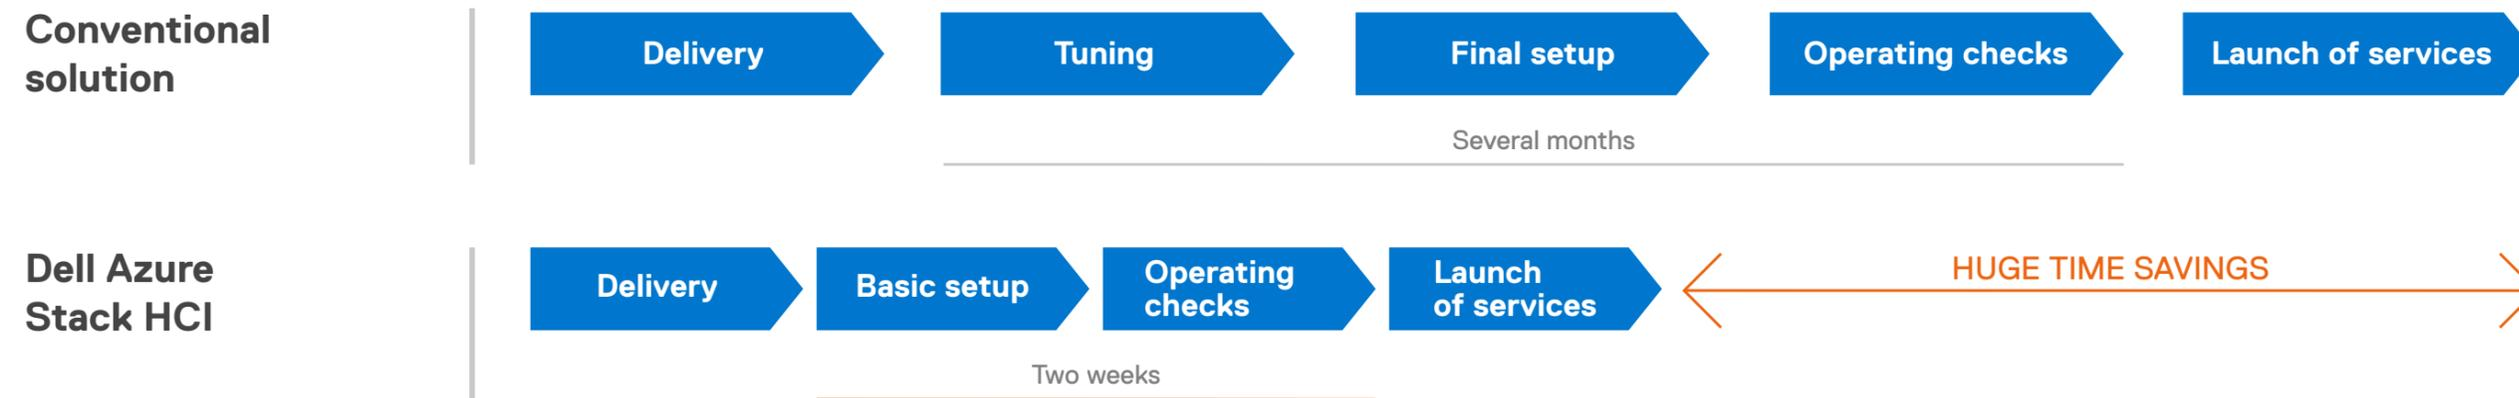 Conventional
solution
Delivery
Tuning
Final setup
Operating checks
Launch of services
Several months
Dell Azure
Stack HCI
Delivery
Basic setup
Operating
checks
Launch
of services
HUGE TIME SAVINGS
Two weeks